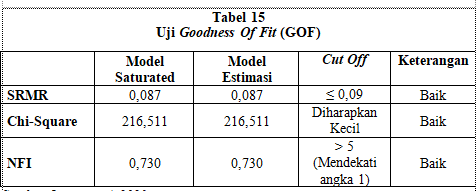 Tabel 15
Uji Goodness Of Fit (GOF)
Model Saturated Model Estimasi Cut Off Keterangan
SRMR 0,087 0,087 ≤ 0,09 Baik
Chi-Square 216,511 216,511 Diharapkan Kecil Baik
NFI 0,730 0,730 > 5 (Mendekati angka 1) Baik